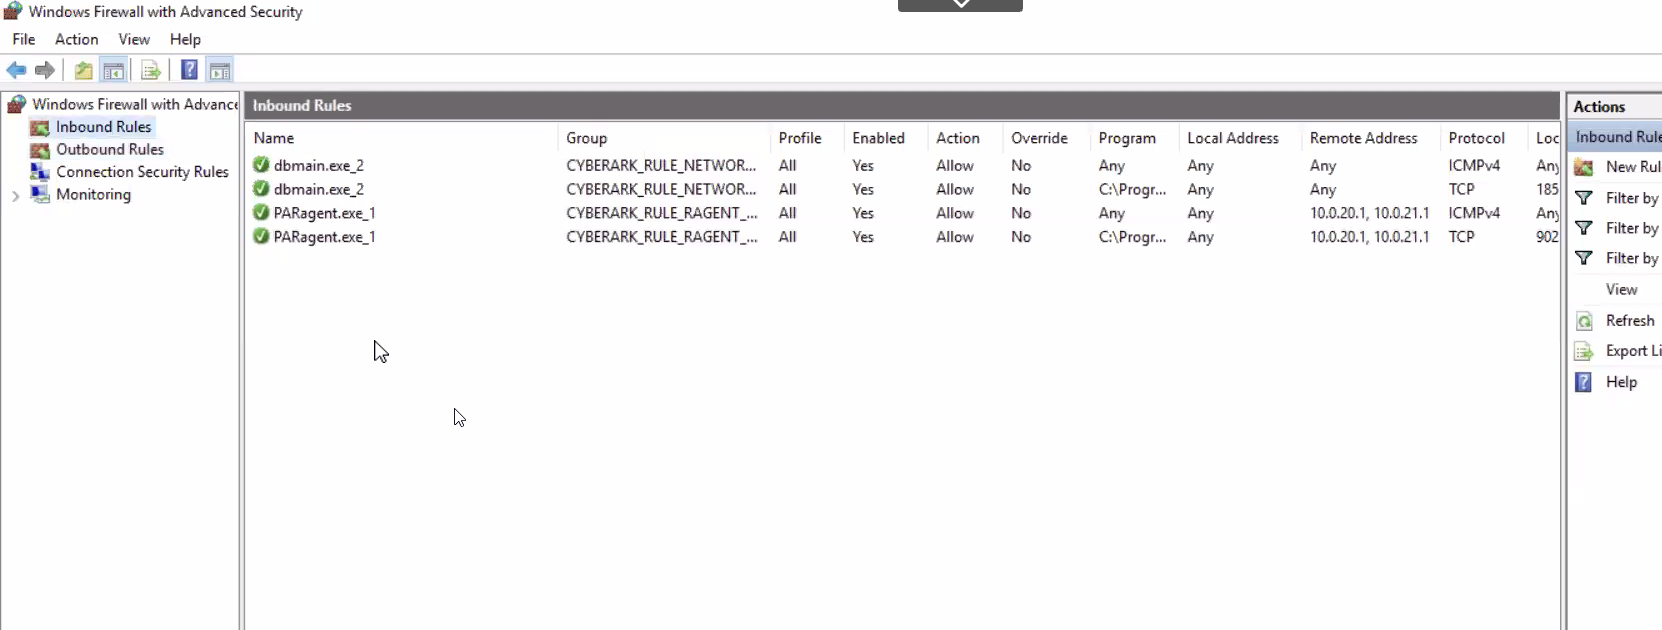 Windows Firewall with Advanced Security
File Action View Help
Windows Firewall with Advance
Inbound Rules
Outbound Rules
Connection Security Rules
Monitoring
Inbound Rules
Name Group Profile Enabled Action Override Program Local Address Remote Address Protocol Loc
dbmain.exe_2 CYBERARK_RULE_NETWOR... All Yes Allow No Any Any Any ICMPv4 Any
dbmain.exe_2 CYBERARK_RULE_NETWOR... All Yes Allow No C:\Progr... Any Any TCP 185
PARagent.exe_1 CYBERARK_RULE_RAGENT_... All Yes Allow No Any Any 10.0.20.1, 10.0.21.1 ICMPv4 Any
PARagent.exe_1 CYBERARK_RULE_RAGENT_... All Yes Allow No C:\Progr... Any 10.0.20.1, 10.0.21.1 TCP 902
Actions
Inbound Rule
New Rul
Filter by
Filter by
Filter by
View
Refresh
Export Li
Help